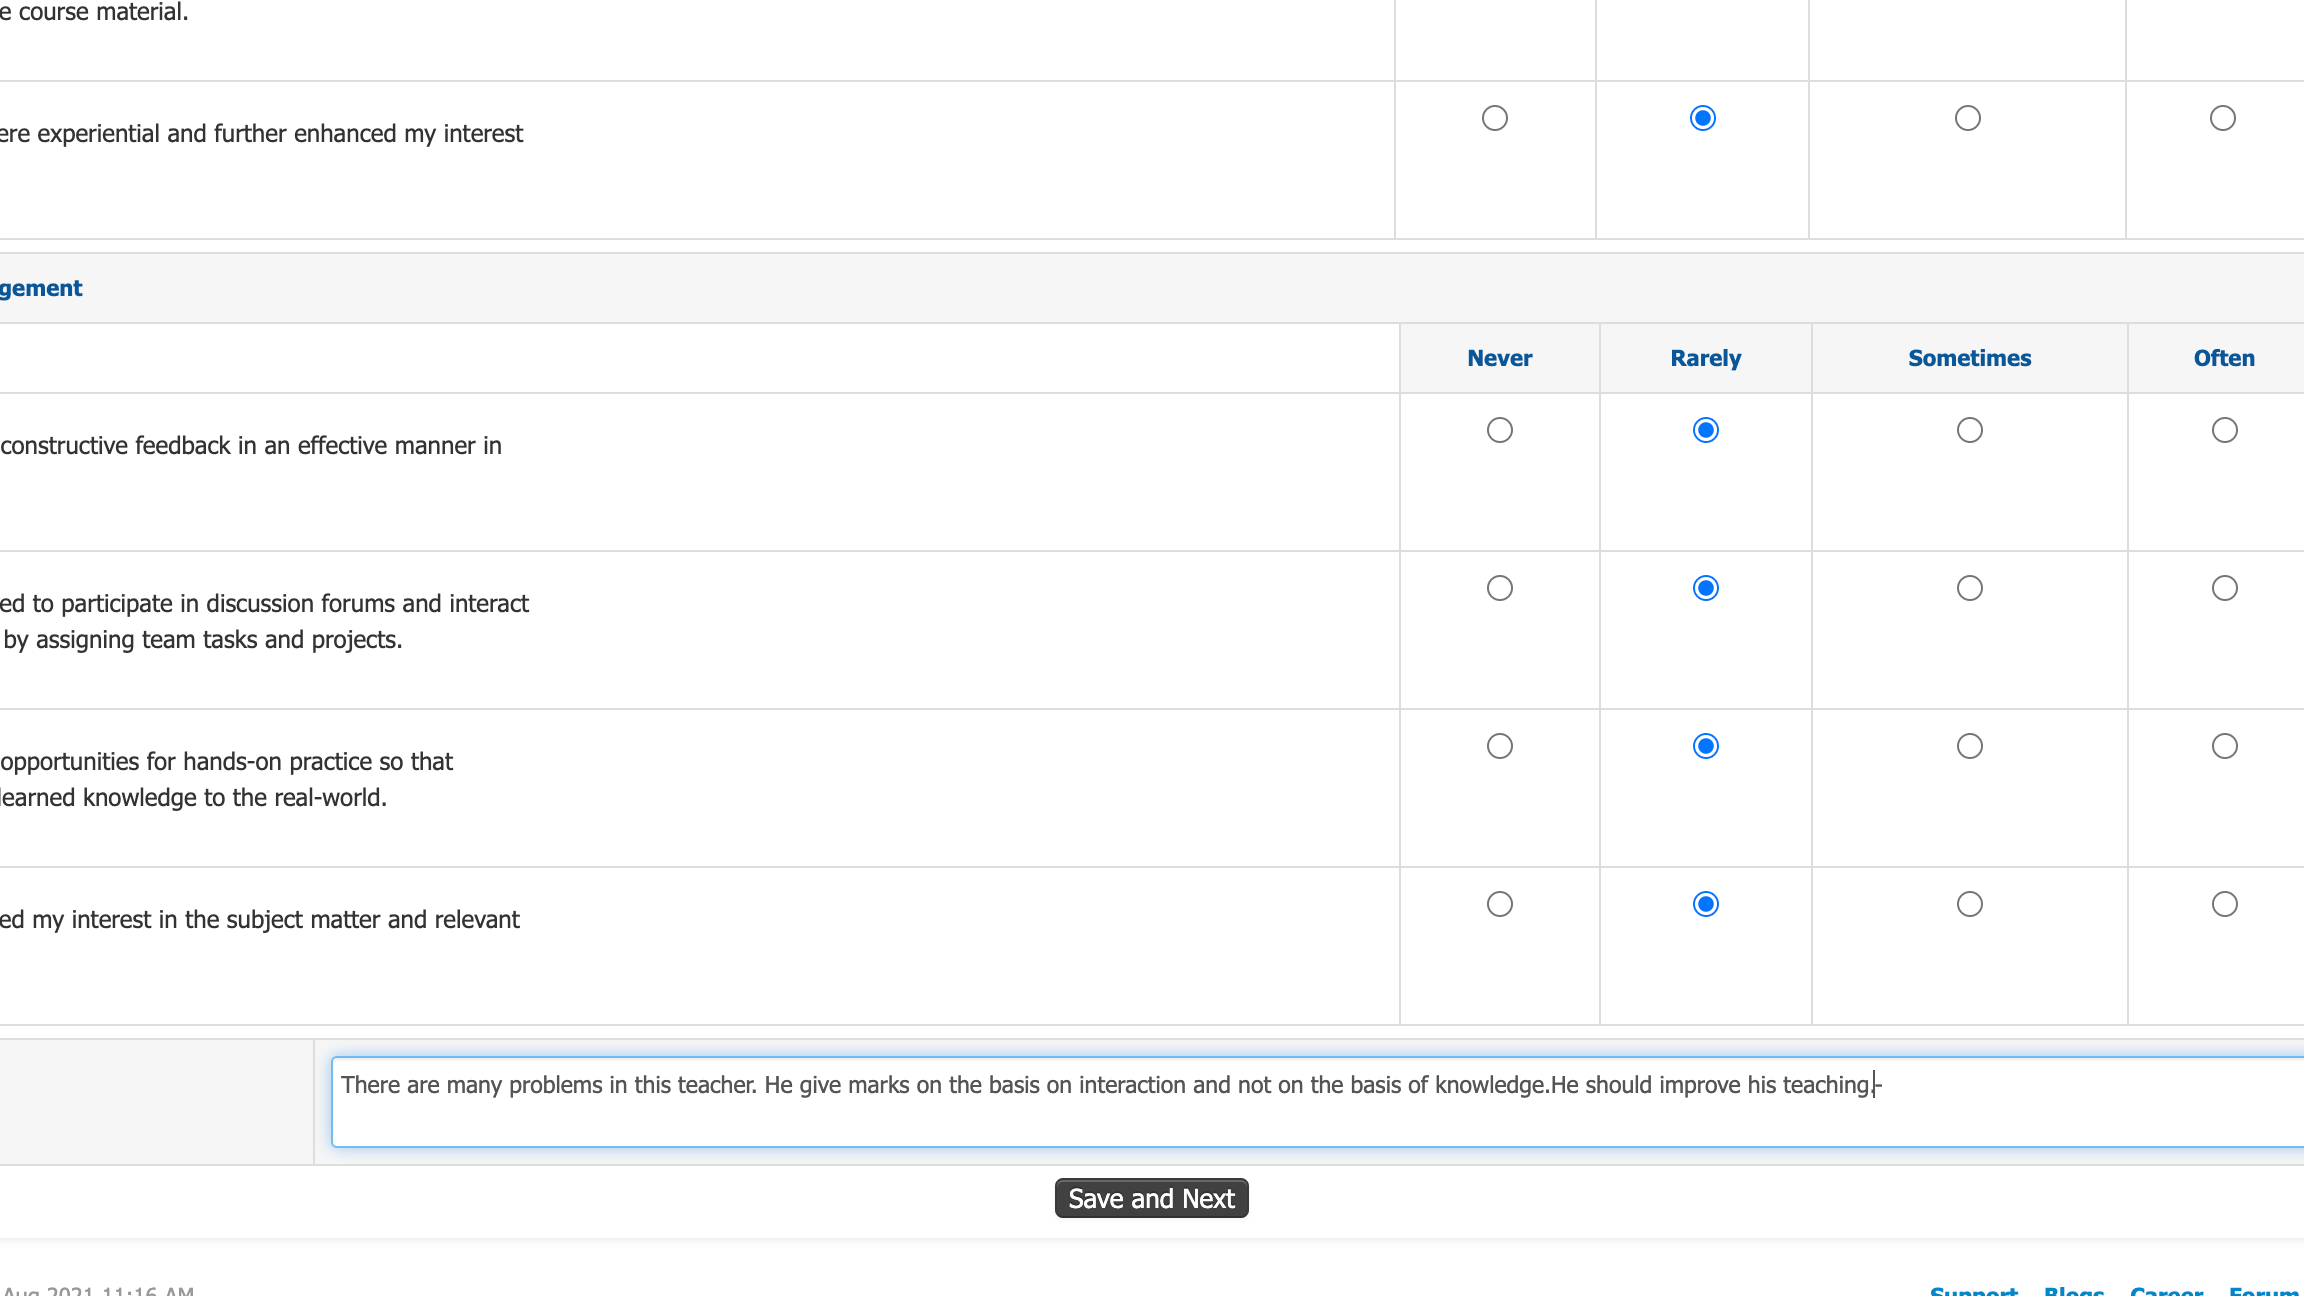 e course material.
ere experiential and further enhanced my interest
gement
Never Rarely Sometimes Often
constructive feedback in an effective manner in
ed to participate in discussion forums and interact
by assigning team tasks and projects.
opportunities for hands-on practice so that
learned knowledge to the real-world.
ed my interest in the subject matter and relevant
There are many problems in this teacher. He give marks on the basis on interaction and not on the basis of knowledge.He should improve his teaching.-
Save and Next
Aug 2021 11:16 AM
Support Blogs Career Forum